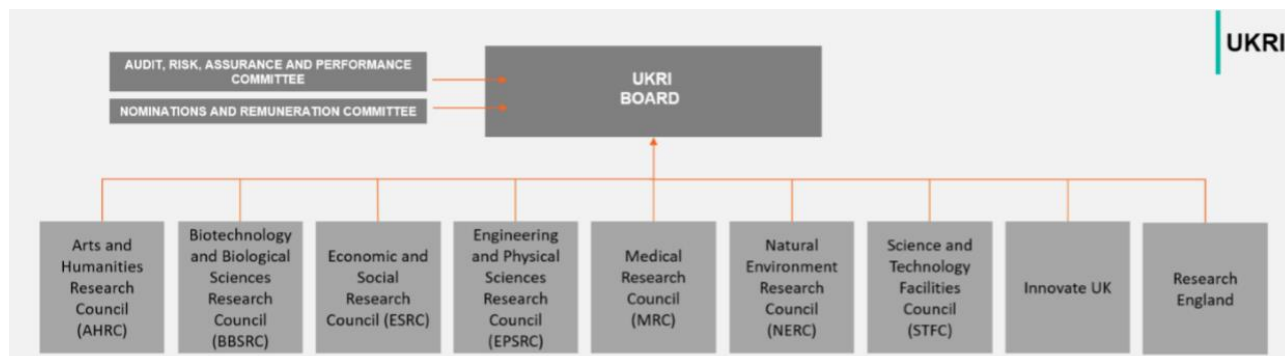 UKRI
AUDIT, RISK, ASSURANCE AND PERFORMANCE
COMMITTEE
NOMINATIONS AND REMUNERATION COMMITTEE
UKRI
BOARD
Arts and
Humanities
Research
Council
(AHRC)
Biotechnology
and Biological
Sciences
Research
Council
(BBSRC)
Economic and
Social
Research
Council (ESRC)
Engineering
and Physical
Sciences
Research
Council
(EPSRC)
Medical
Research
Council
(MRC)
Natural
Environment
Research
Council
(NERC)
Science and
Technology
Facilities
Council
(STFC)
Innovate UK
Research
England